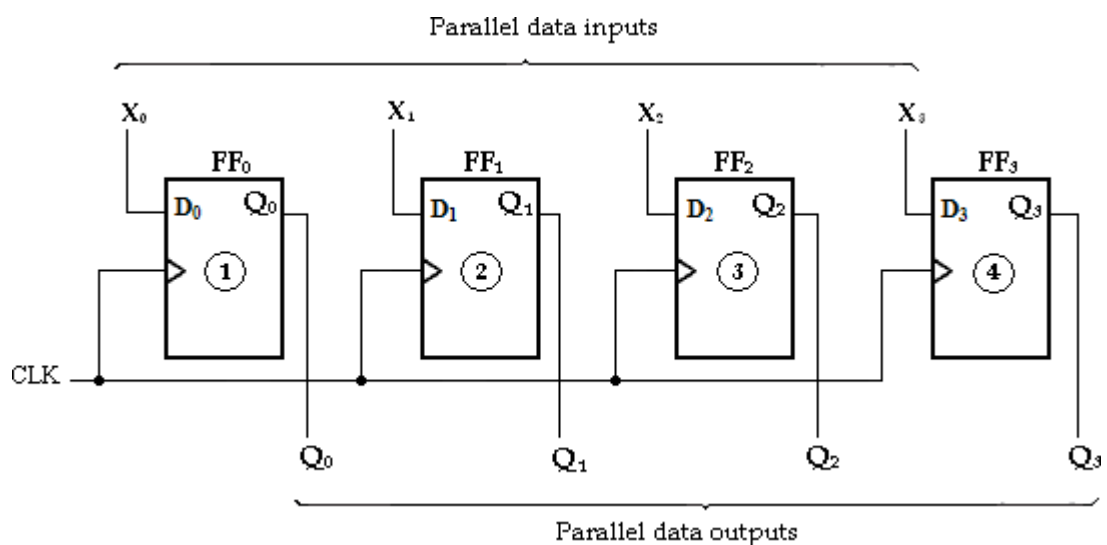 Parallel data inputs
X₀ X₁ X₂ X₃
FF₀ FF₁ FF₂ FF₃
D₀ Q₀ D₁ Q₁ D₂ Q₂ D₃ Q₃
1 2 3 4
CLK
Q₀ Q₁ Q₂ Q₃
Parallel data outputs